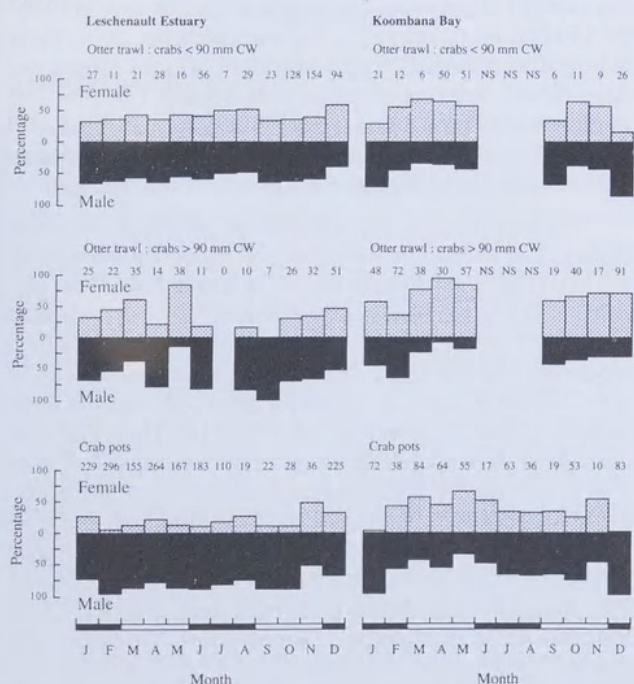 Leschenault Estuary Koombana Bay
Otter trawl : crabs < 90 mm CW Otter trawl : crabs < 90 mm CW
27 11 21 28 16 56 7 29 23 128 154 94 21 12 6 50 51 NS NS NS 6 11 9 26
100
Female
50
Percentage
0
50
Male
100
Otter trawl : crabs > 90 mm CW Otter trawl : crabs > 90 mm CW
25 22 35 14 38 11 0 10 7 26 32 51 48 72 38 30 57 NS NS NS 19 40 17 91
100
Female
50
Percentage
0
50
Male
100
Crab pots Crab pots
229 296 155 264 167 183 110 19 22 28 36 225 72 38 84 64 55 17 63 36 19 53 10 83
100
Female
50
Percentage
0
50
Male
100
J F M A M J J A S O N D J F M A M J J A S O N D
Month Month